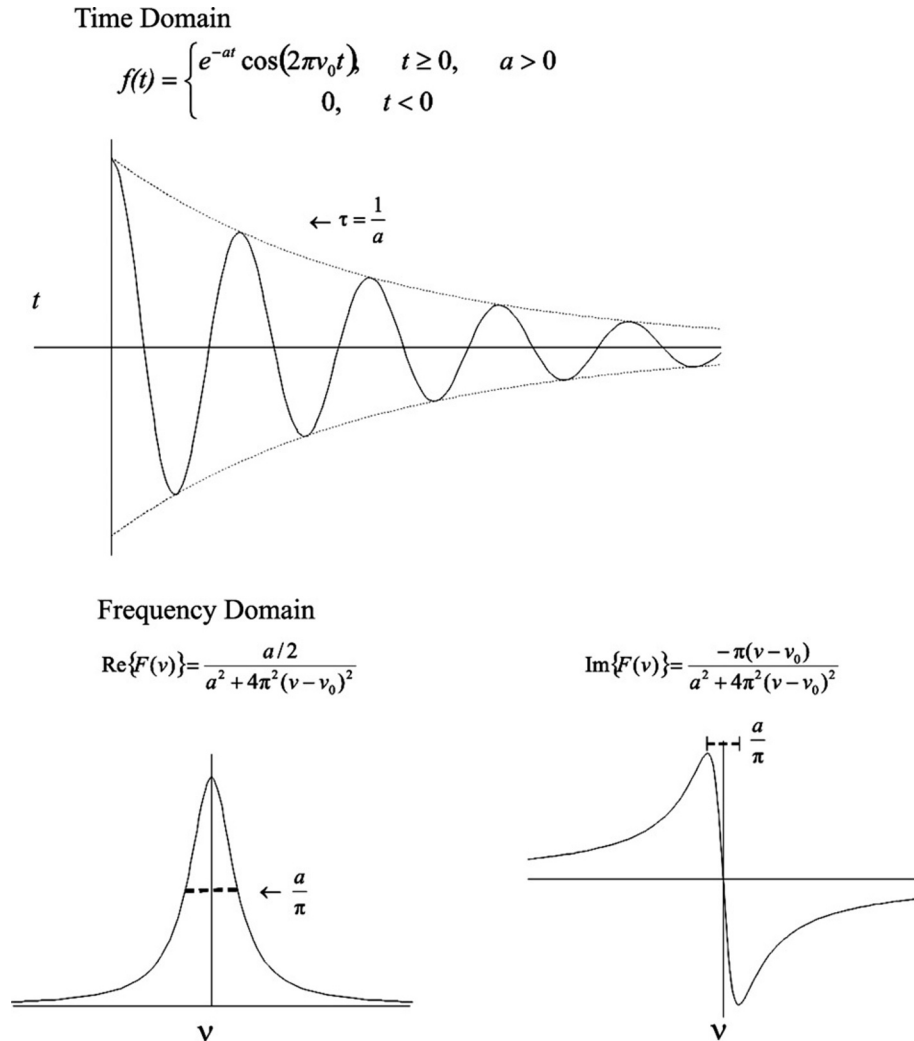 Time Domain
f(t) = { e^{-at} cos(2πν₀t), t ≥ 0, a > 0
0, t < 0
← τ = 1/a
t
Frequency Domain
Re{F(ν)} = (a/2)/(a² + 4π²(ν−ν₀)²)
Im{F(ν)} = −π(ν−ν₀)/(a² + 4π²(ν−ν₀)²)
a/π
← a/π
ν
ν